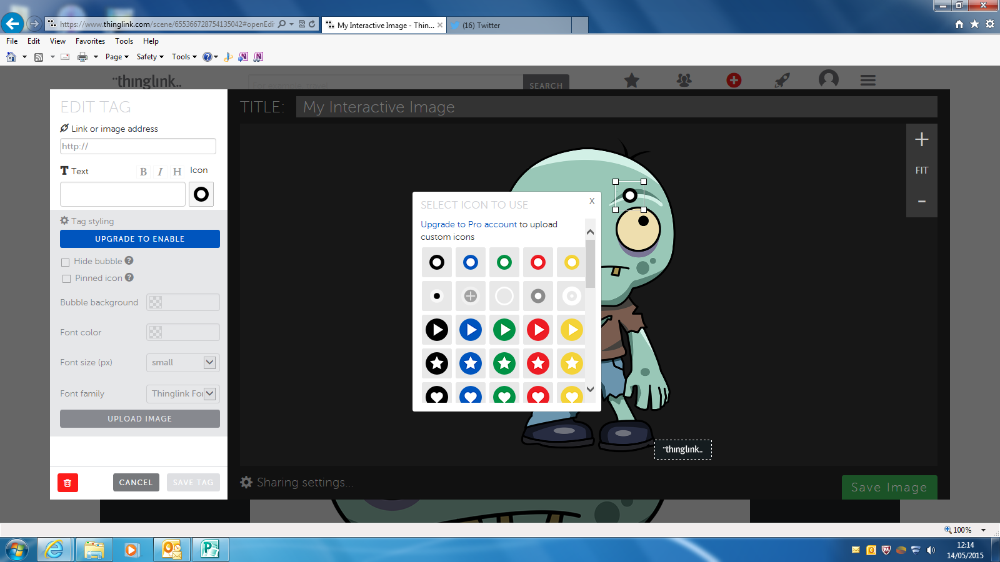 https://www.thinglink.com/scene/655366728754135042#openEdi
My Interactive Image - Thin...
(16) Twitter
File Edit View Favorites Tools Help
Page Safety Tools
thinglink..
For example, travel
SEARCH
EDIT TAG
Link or image address
http://
T Text B I H Icon
Tag styling
UPGRADE TO ENABLE
Hide bubble ?
Pinned icon ?
Bubble background
Font color
Font size (px) small
Font family Thinglink For
UPLOAD IMAGE
CANCEL SAVE TAG
TITLE: My Interactive Image
+
FIT
-
SELECT ICON TO USE X
Upgrade to Pro account to upload
custom icons
thinglink..
Sharing settings...
Save Image
100%
12:14
14/05/2015